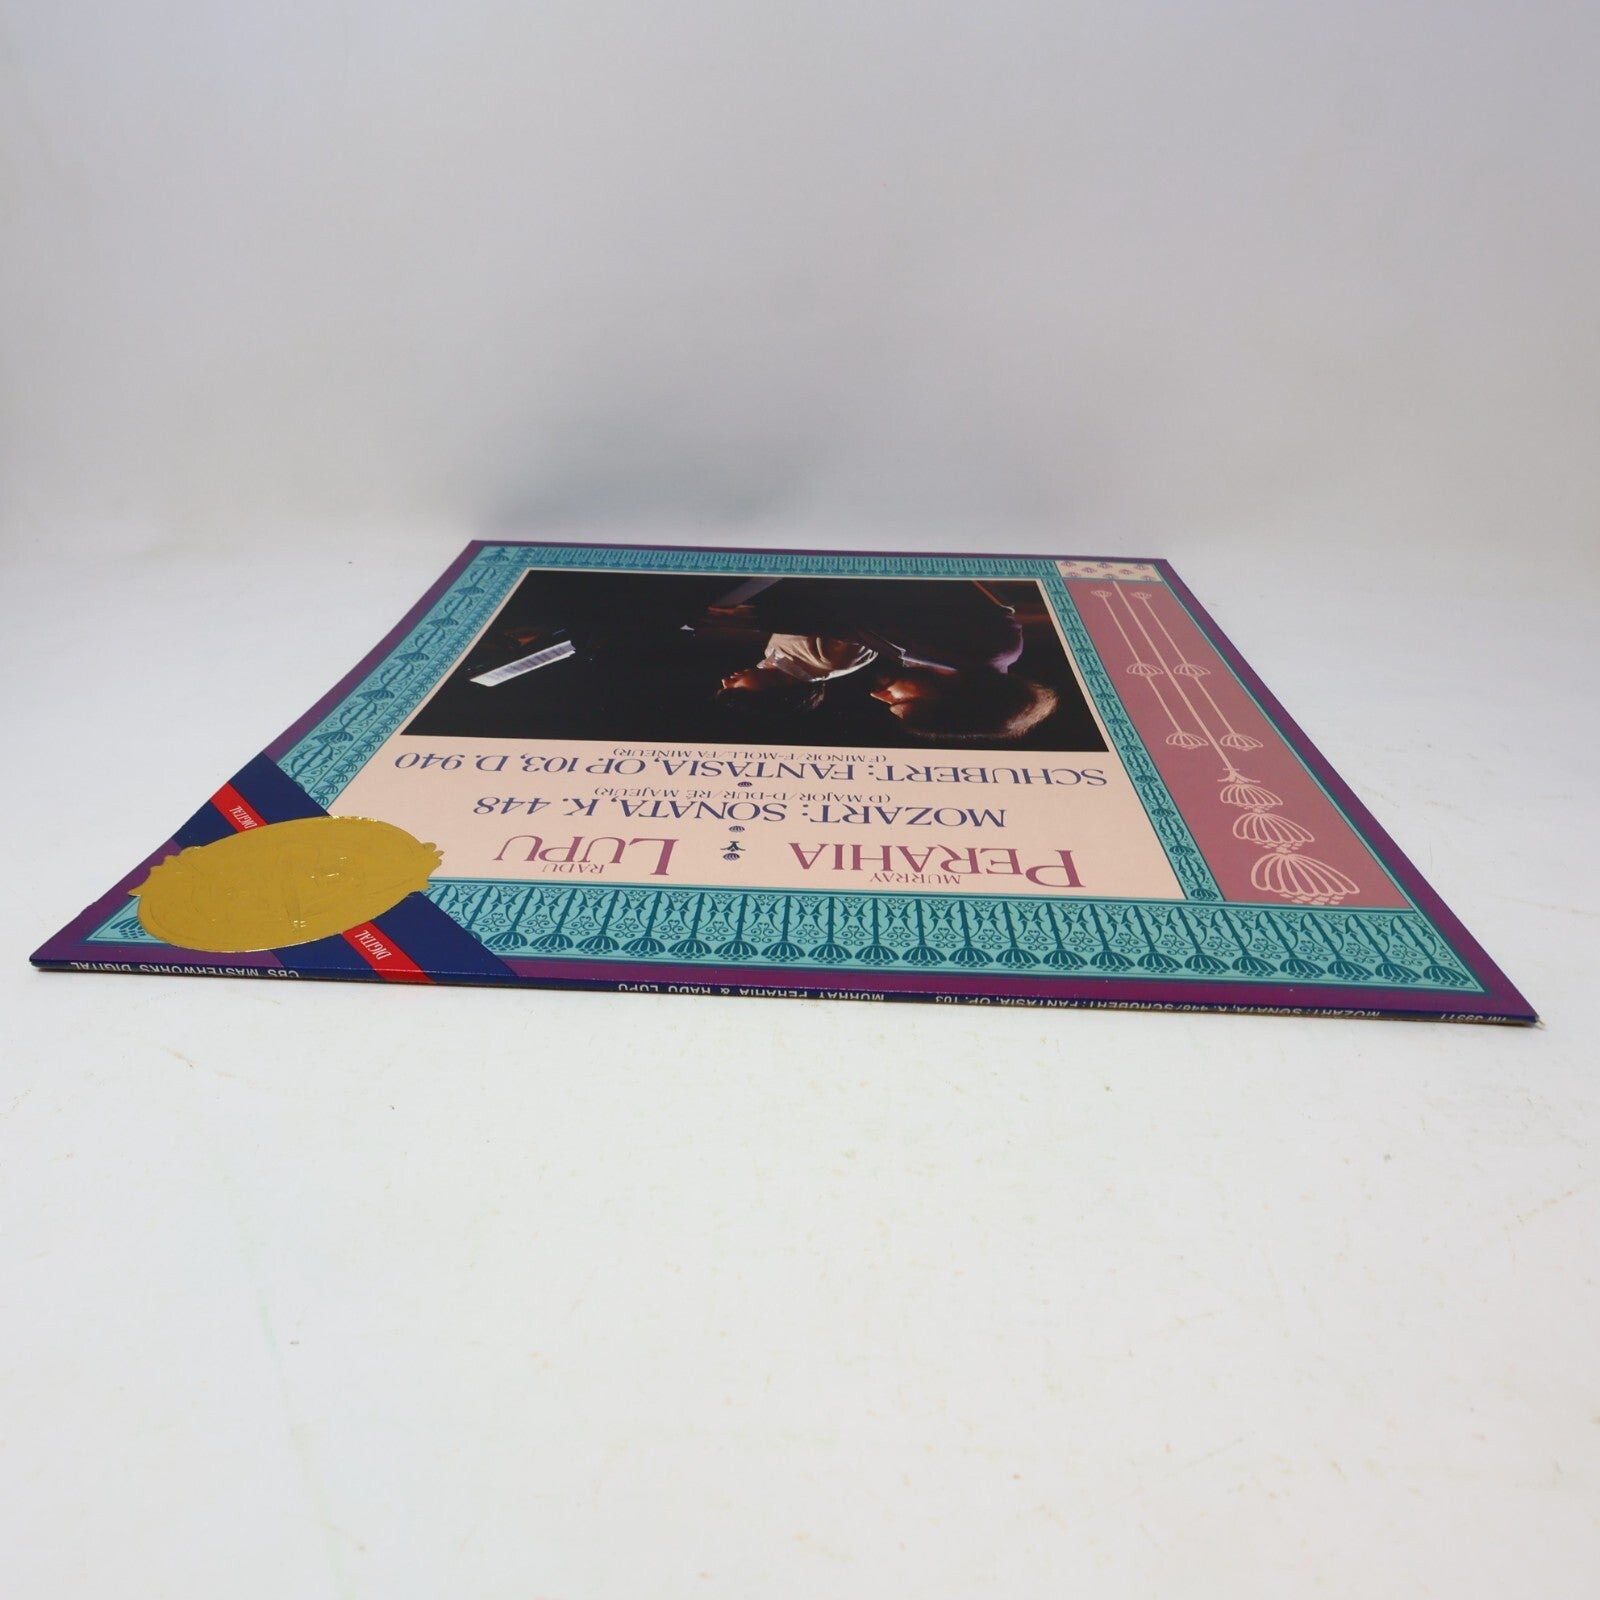 MURRAY
PERAHIA
RADU
LUPU
MOZART: SONATA, K. 448
(D MAJOR/D-DUR/RÉ MAJEUR)
SCHUBERT: FANTASIA, OP. 103, D. 940
(F MINOR/F-MOLL/FA MINEUR)
DIGITAL
DIGITAL
MOZART: SONATA, K. 448/SCHUBERT: FANTASIA, OP. 103
MURRAY PERAHIA & RADU LUPU
CBS MASTERWORKS DIGITAL